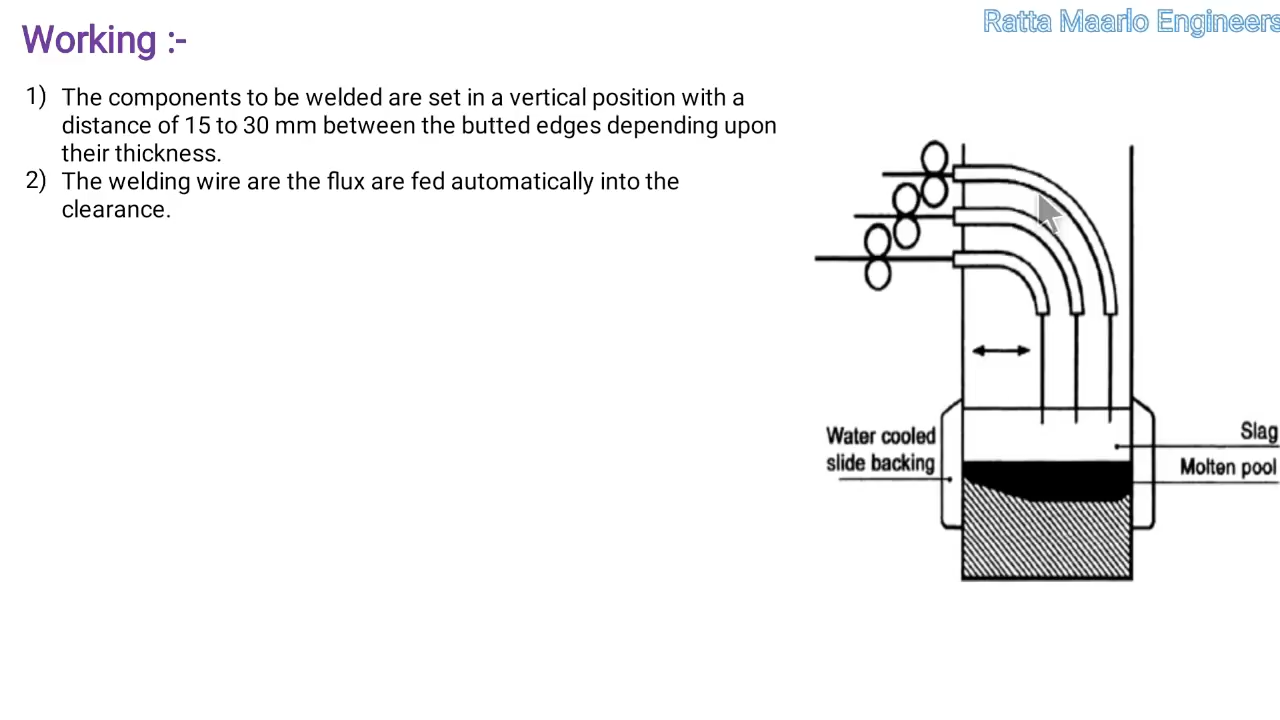 Ratta Maarlo Engineers
Working :-
1) The components to be welded are set in a vertical position with a
distance of 15 to 30 mm between the butted edges depending upon
their thickness.
2) The welding wire are the flux are fed automatically into the
clearance.
Water cooled
slide backing
Slag
Molten pool